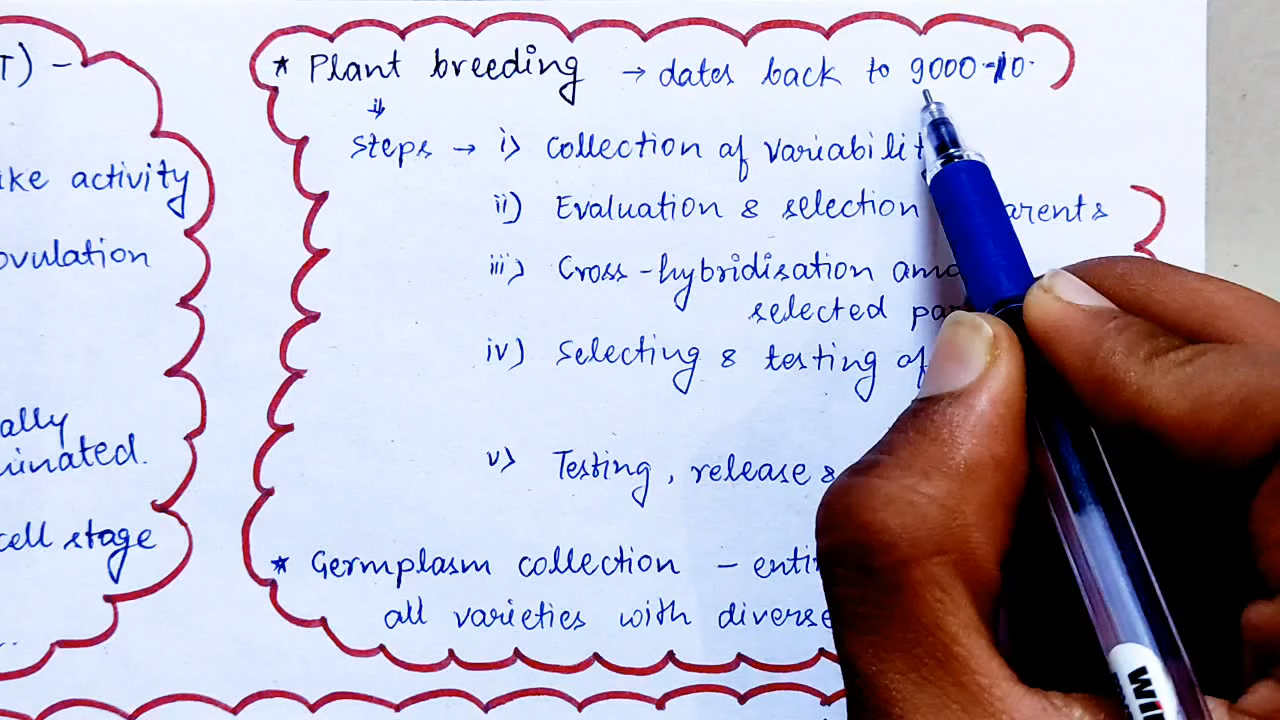 T) -
ake activity
ovulation
ally
inated.
cell stage
* Plant breeding → dates back to 9000-10
steps → i) Collection of variabilit
ii) Evaluation & selection arents
iii) Cross-hybridisation amo
selected pa
iv) Selecting & testing of
v) Testing, release &
* Germplasm collection - enti
all varieties with diverse